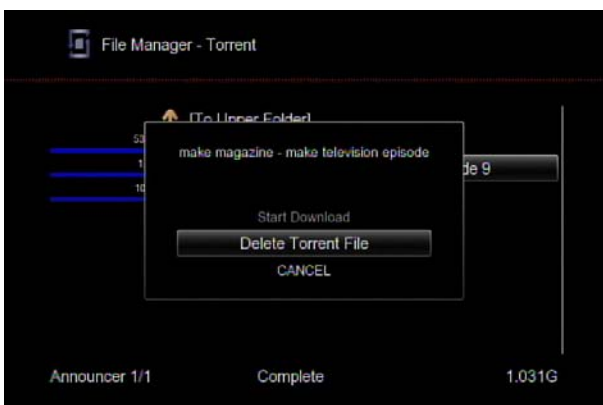 File Manager - Torrent
[To Upper Folder]
make magazine - make television episode
de 9
Start Download
Delete Torrent File
CANCEL
Announcer 1/1 Complete 1.031G